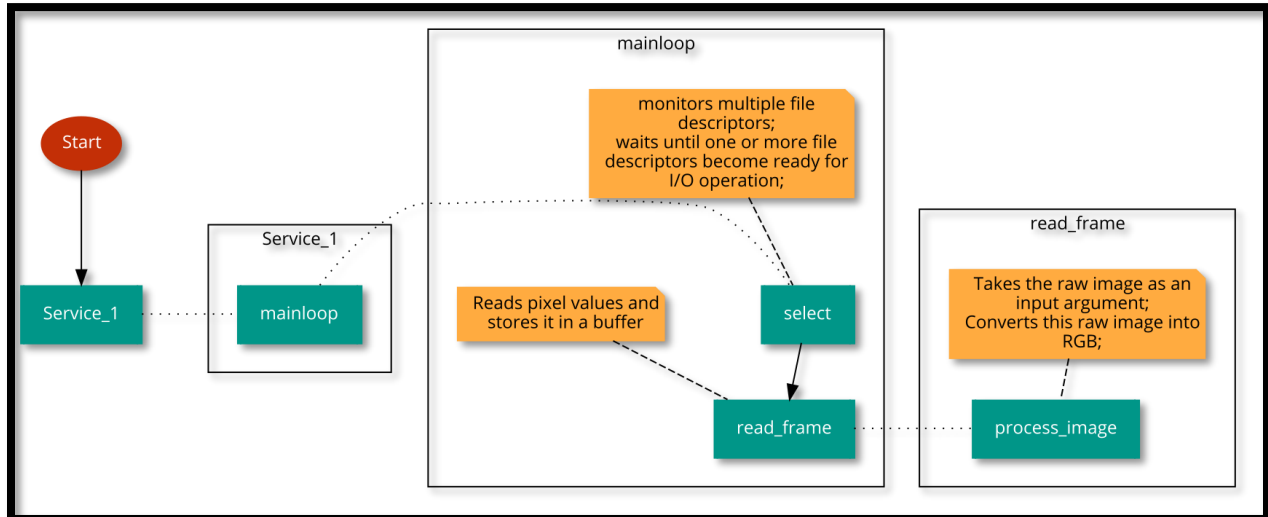 mainloop
monitors multiple file
descriptors;
waits until one or more file
descriptors become ready for
I/O operation;
Start
Service_1
read_frame
Takes the raw image as an
input argument;
Converts this raw image into
RGB;
Reads pixel values and
stores it in a buffer
Service_1
mainloop
select
read_frame
process_image